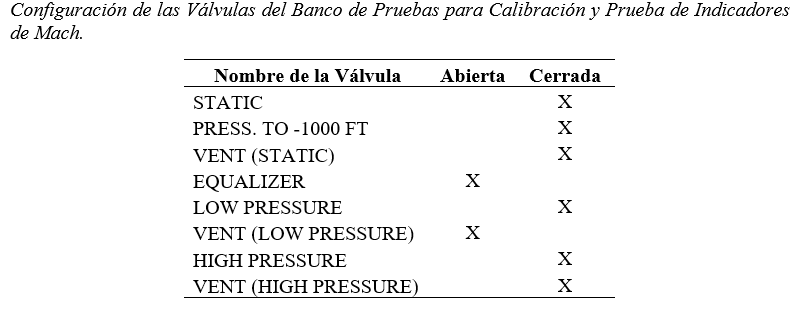 Configuración de las Válvulas del Banco de Pruebas para Calibración y Prueba de Indicadores
de Mach.
Nombre de la Válvula Abierta Cerrada
STATIC X
PRESS. TO -1000 FT X
VENT (STATIC) X
EQUALIZER X
LOW PRESSURE X
VENT (LOW PRESSURE) X
HIGH PRESSURE X
VENT (HIGH PRESSURE) X